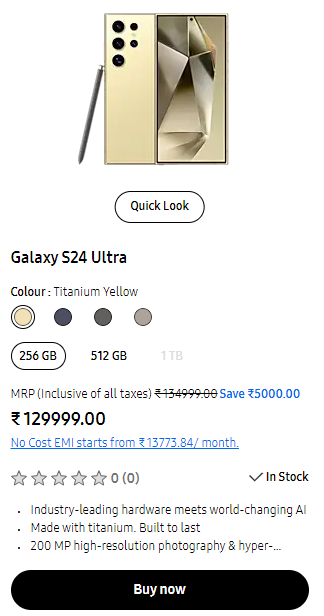 Quick Look
Galaxy S24 Ultra
Colour : Titanium Yellow
256 GB 512 GB 1 TB
MRP (Inclusive of all taxes) ₹ 134999.00 Save ₹5000.00
₹ 129999.00
No Cost EMI starts from ₹ 13773.84/ month.
0 (0) In Stock
Industry-leading hardware meets world-changing AI
Made with titanium. Built to last
200 MP high-resolution photography & hyper-...
Buy now